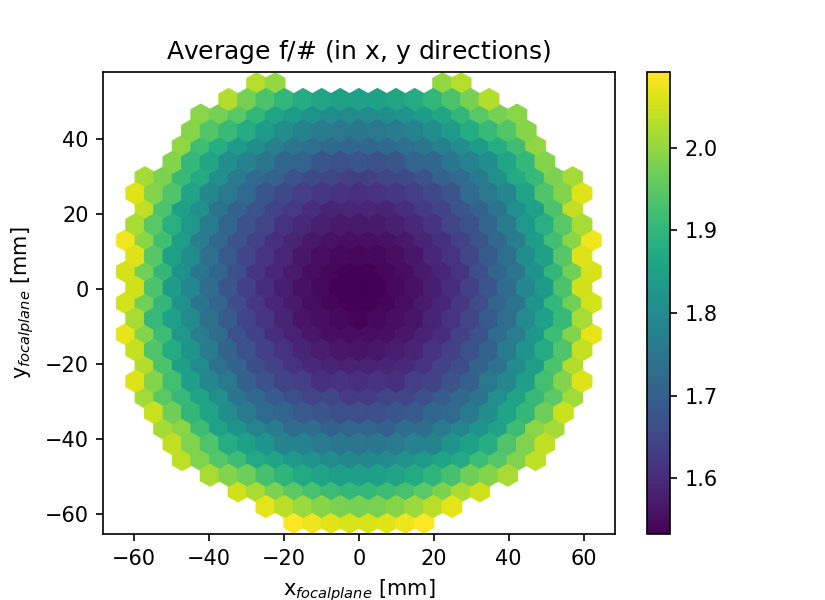 Average f/# (in x, y directions)
40
20
0
−20
−40
−60
y_focalplane [mm]
−60 −40 −20 0 20 40 60
x_focalplane [mm]
2.0
1.9
1.8
1.7
1.6